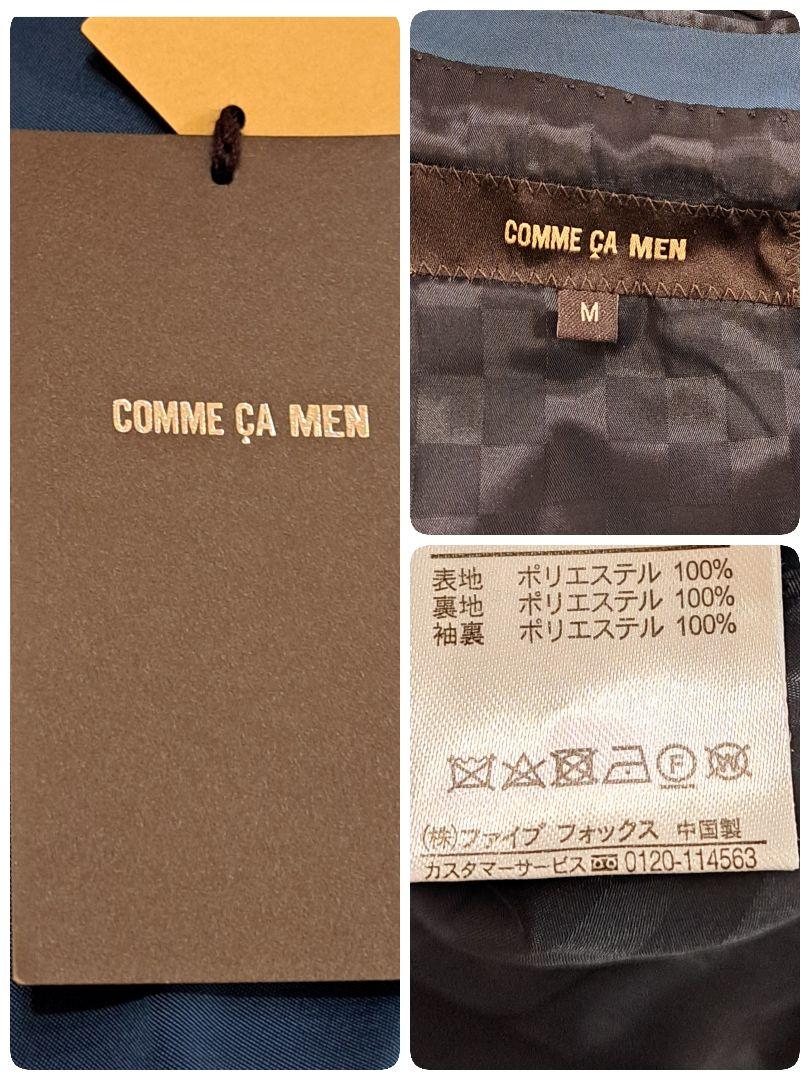 COMME ÇA MEN
COMME ÇA MEN
M
表地 ポリエステル 100%
裏地 ポリエステル 100%
袖裏 ポリエステル 100%
F W
(株)ファイブ フォックス 中国製
カスタマーサービス 0120-114563